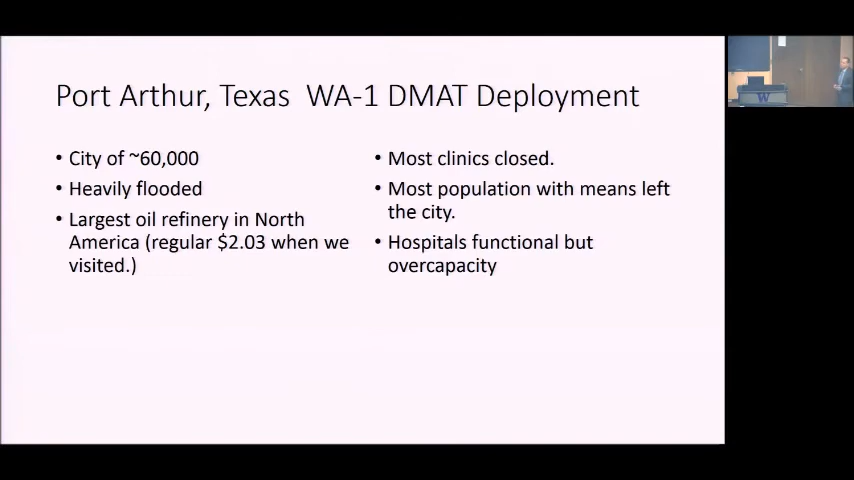 Port Arthur, Texas  WA-1 DMAT Deployment
• City of ~60,000
• Heavily flooded
• Largest oil refinery in North
America (regular $2.03 when we
visited.)
• Most clinics closed.
• Most population with means left
the city.
• Hospitals functional but
overcapacity
W